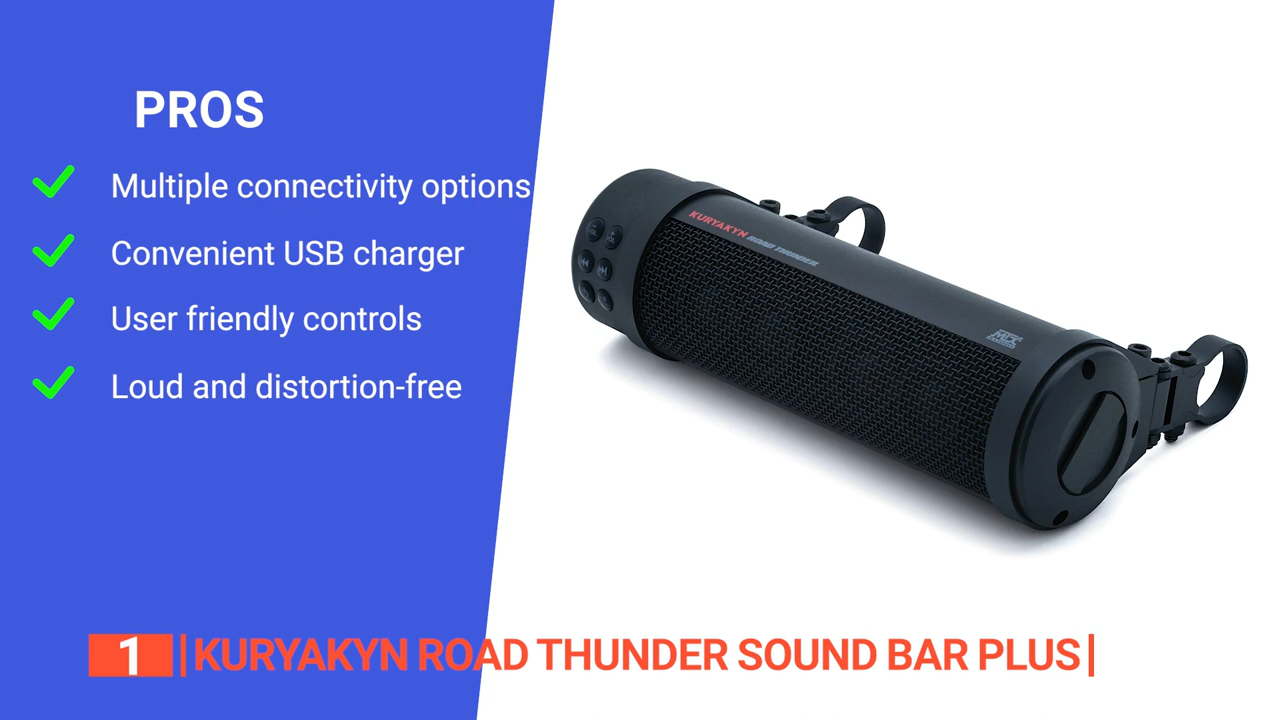 PROS
Multiple connectivity options
Convenient USB charger
User friendly controls
Loud and distortion-free
KURYAKYN ROAD THUNDER
MTX
1 KURYAKYN ROAD THUNDER SOUND BAR PLUS